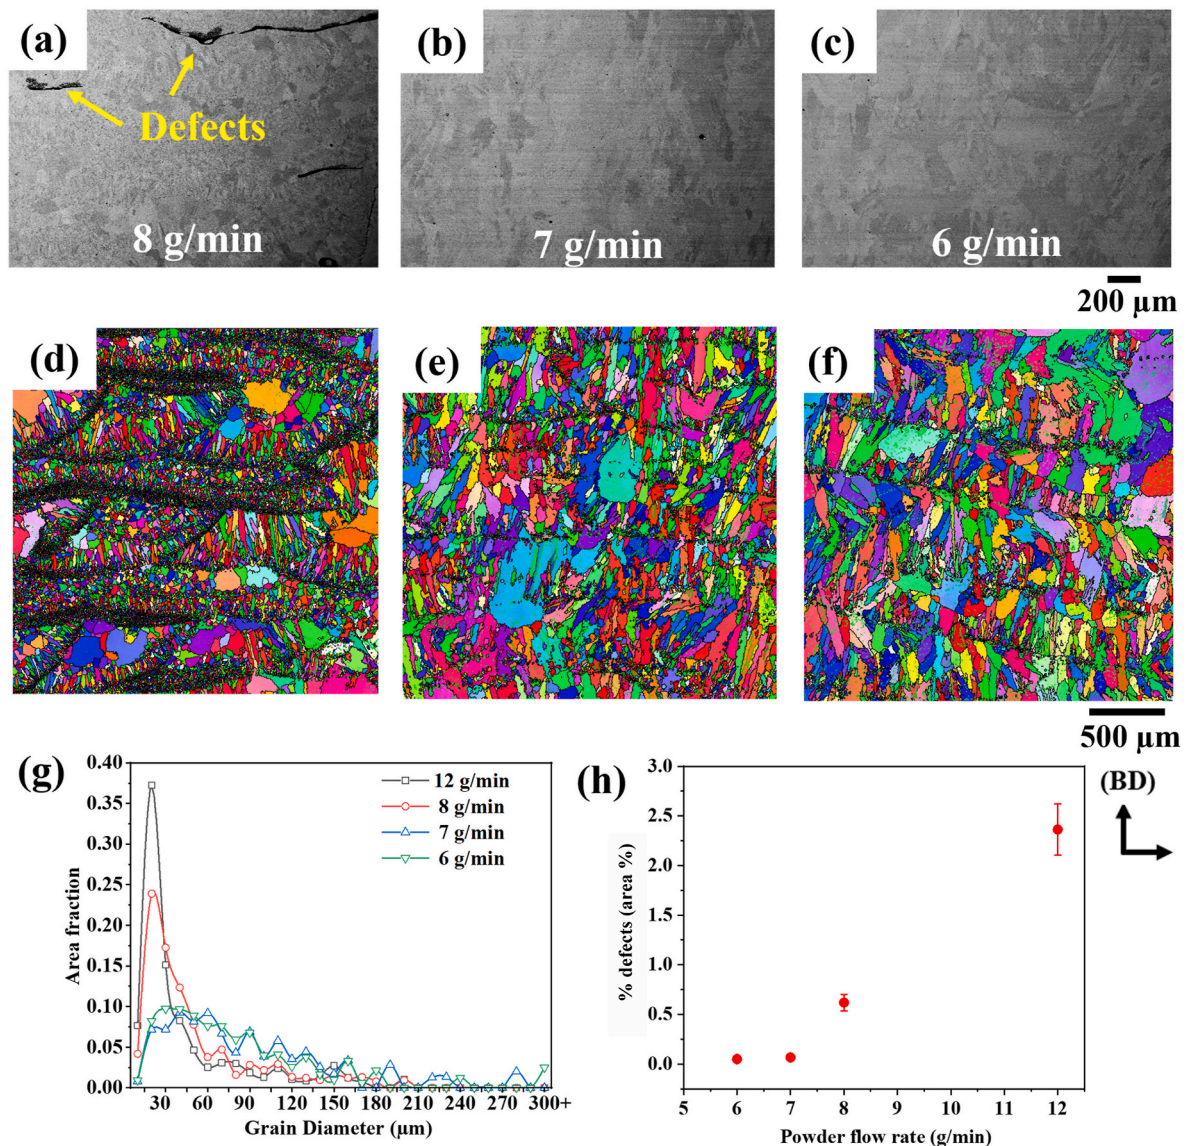 (a)
Defects
8 g/min
(b)
7 g/min
(c)
6 g/min
200 µm
(d)
(e)
(f)
500 µm
(g)
0.40
0.35
0.30
0.25
0.20
0.15
0.10
0.05
0.00
Area fraction
12 g/min
8 g/min
7 g/min
6 g/min
30 60 90 120 150 180 210 240 270 300+
Grain Diameter (µm)
(h)
3.0
2.5
2.0
1.5
1.0
0.5
0.0
% defects (area %)
5 6 7 8 9 10 11 12
Powder flow rate (g/min)
(BD)